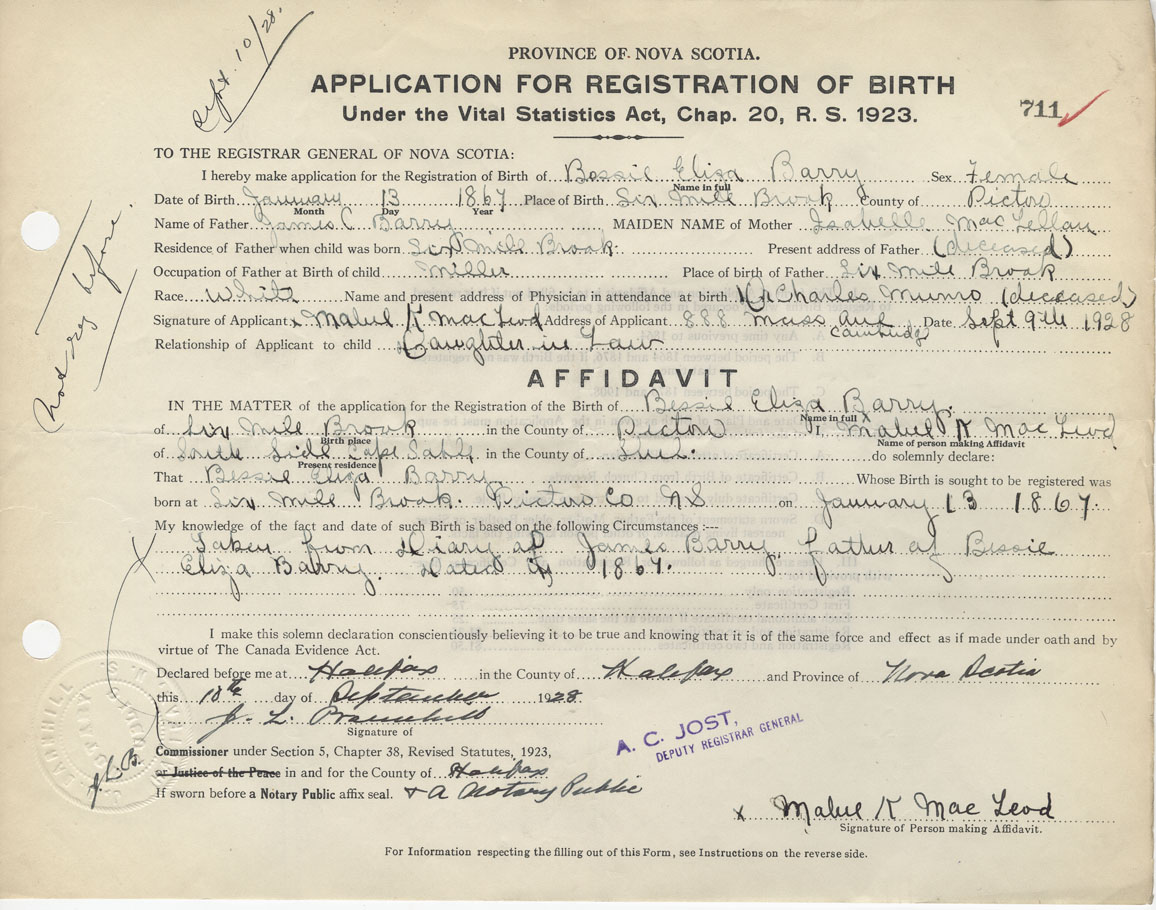 Sept. 10/28.
PROVINCE OF NOVA SCOTIA.
APPLICATION FOR REGISTRATION OF BIRTH
Under the Vital Statistics Act, Chap. 20, R. S. 1923.
711
TO THE REGISTRAR GENERAL OF NOVA SCOTIA:
I hereby make application for the Registration of Birth of Bessie Eliza Barry Sex Female
Name in full
Date of Birth January 13 1867 Place of Birth Six Mile Brook County of Pictou
Month Day Year
Name of Father James C Barry MAIDEN NAME of Mother Isabelle MacLellan
Residence of Father when child was born Six Mile Brook Present address of Father (deceased)
Occupation of Father at Birth of child Miller Place of birth of Father Six Mile Brook
Race White Name and present address of Physician in attendance at birth Dr Charles Munro (deceased)
Signature of Applicant x Mabel K MacLeod Address of Applicant 888 Mass Ave Cambridge Date Sept 9th 1928
Relationship of Applicant to child Daughter in Law
Not reg before.
AFFIDAVIT
IN THE MATTER of the application for the Registration of the Birth of Bessie Eliza Barry.
Name in full
of Six Mile Brook in the County of Pictou I, Mabel K MacLeod
Birth place Name of person making Affidavit
of South Side Cape Sable in the County of do solemnly declare:
Present residence
That Bessie Eliza Barry Whose Birth is sought to be registered was
born at Six Mile Brook. Pictou Co NS on January 13 1867.
My knowledge of the fact and date of such Birth is based on the following Circumstances :--
Taken from Diary of James Barry, father of Bessie
Eliza Barry. Dated 1867.
I make this solemn declaration conscientiously believing it to be true and knowing that it is of the same force and effect as if made under oath and by
virtue of The Canada Evidence Act.
Declared before me at Halifax in the County of Halifax and Province of Nova Scotia
this 10th day of September 1928
J. L. Barnhill
Signature of
A. C. JOST,
DEPUTY REGISTRAR GENERAL
Commissioner under Section 5, Chapter 38, Revised Statutes, 1923,
or Justice of the Peace in and for the County of Halifax
J. L. B.
If sworn before a Notary Public affix seal. + A Notary Public
x Mabel K MacLeod
Signature of Person making Affidavit.
For Information respecting the filling out of this Form, see Instructions on the reverse side.